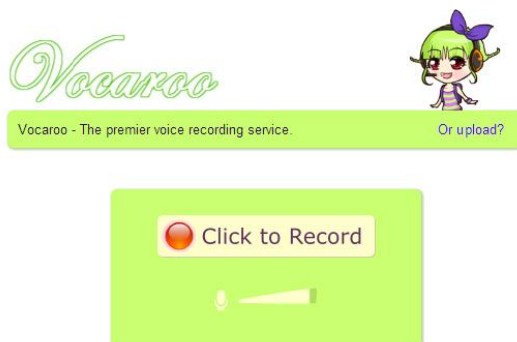 Vocaroo
Vocaroo - The premier voice recording service.
Or upload?
Click to Record